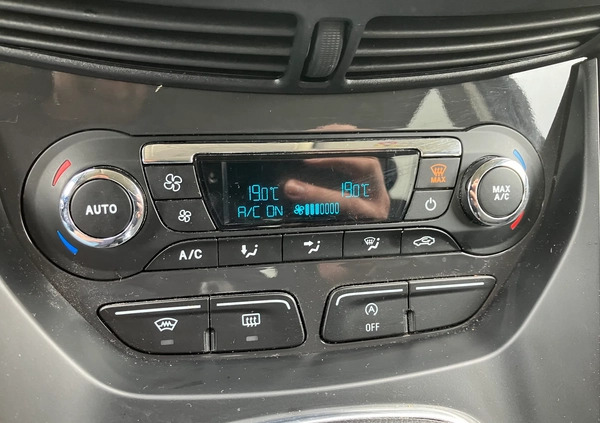 MAX
19.0°C 19.0°C
AUTO
MAX
A/C
A/C ON
A/C
OFF